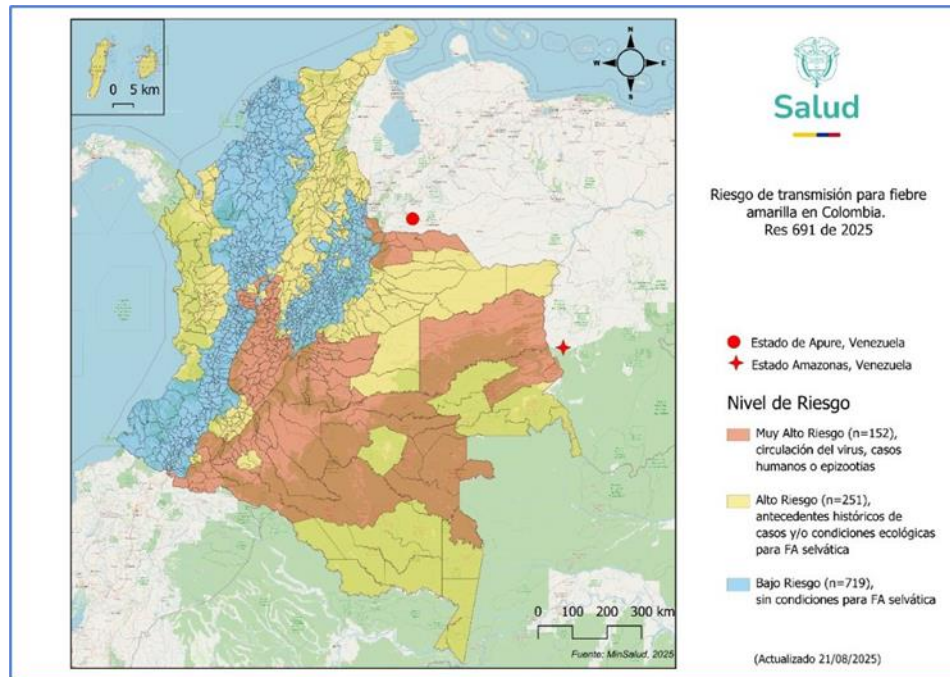 0 5 km
N
W E
S
Salud
Riesgo de transmisión para fiebre
amarilla en Colombia.
Res 691 de 2025
Estado de Apure, Venezuela
Estado Amazonas, Venezuela
Nivel de Riesgo
Muy Alto Riesgo (n=152),
circulación del virus, casos
humanos o epizootias
Alto Riesgo (n=251),
antecedentes históricos de
casos y/o condiciones ecológicas
para FA selvática
Bajo Riesgo (n=719),
sin condiciones para FA selvática
0 100 200 300 km
Fuente: MinSalud, 2025
(Actualizado 21/08/2025)